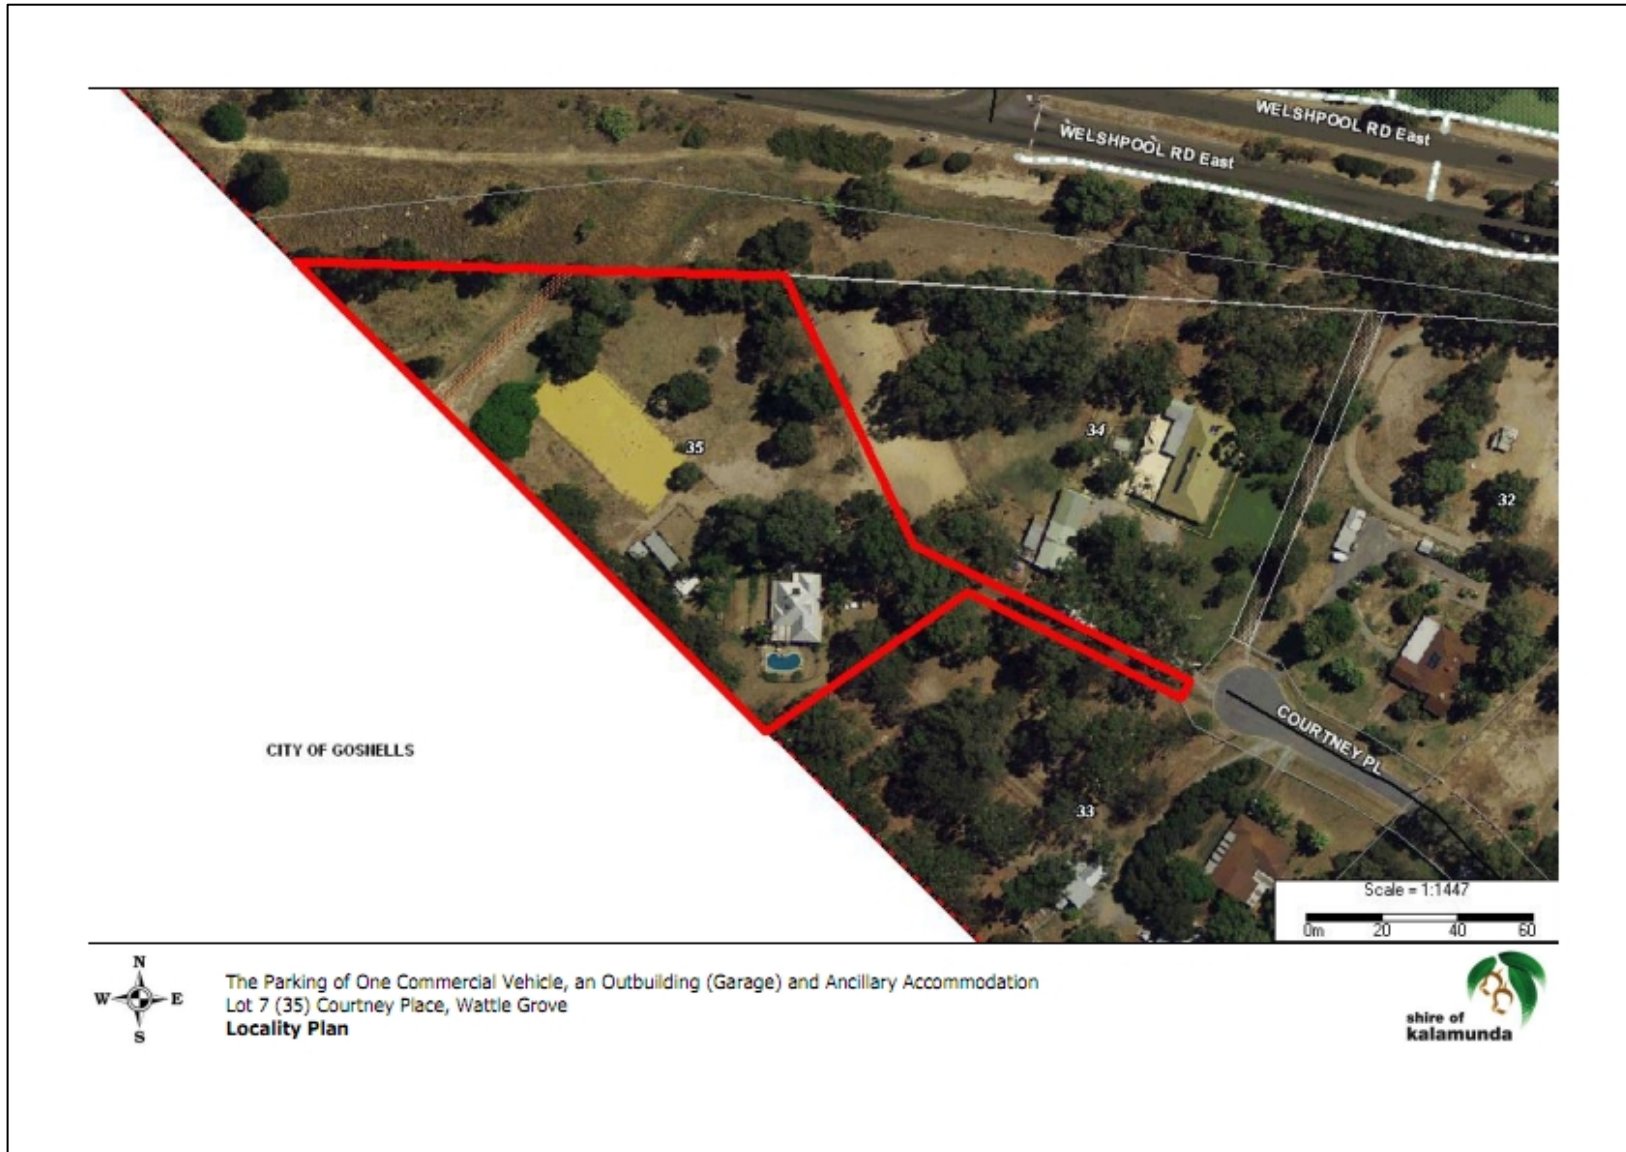 WELSHPOOL RD East
WELSHPOOL RD East
34
35
32
CITY OF GOSNELLS
COURTNEY PL
33
Scale = 1:1447
0m 20 40 60
N
W E
S
The Parking of One Commercial Vehicle, an Outbuilding (Garage) and Ancillary Accommodation
Lot 7 (35) Courtney Place, Wattle Grove
Locality Plan
shire of
kalamunda